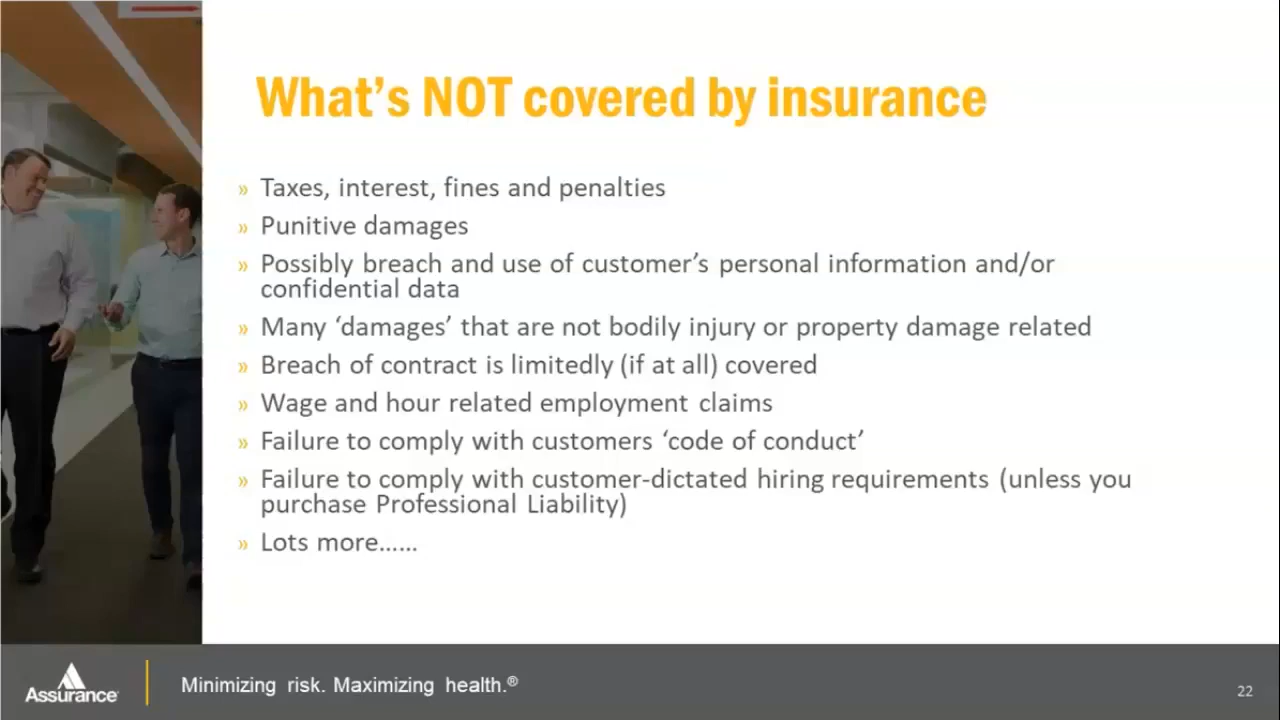 What's NOT covered by insurance
» Taxes, interest, fines and penalties
» Punitive damages
» Possibly breach and use of customer's personal information and/or
confidential data
» Many ‘damages’ that are not bodily injury or property damage related
» Breach of contract is limitedly (if at all) covered
» Wage and hour related employment claims
» Failure to comply with customers ‘code of conduct’
» Failure to comply with customer-dictated hiring requirements (unless you
purchase Professional Liability)
» Lots more......
Assurance
Minimizing risk. Maximizing health.®
22